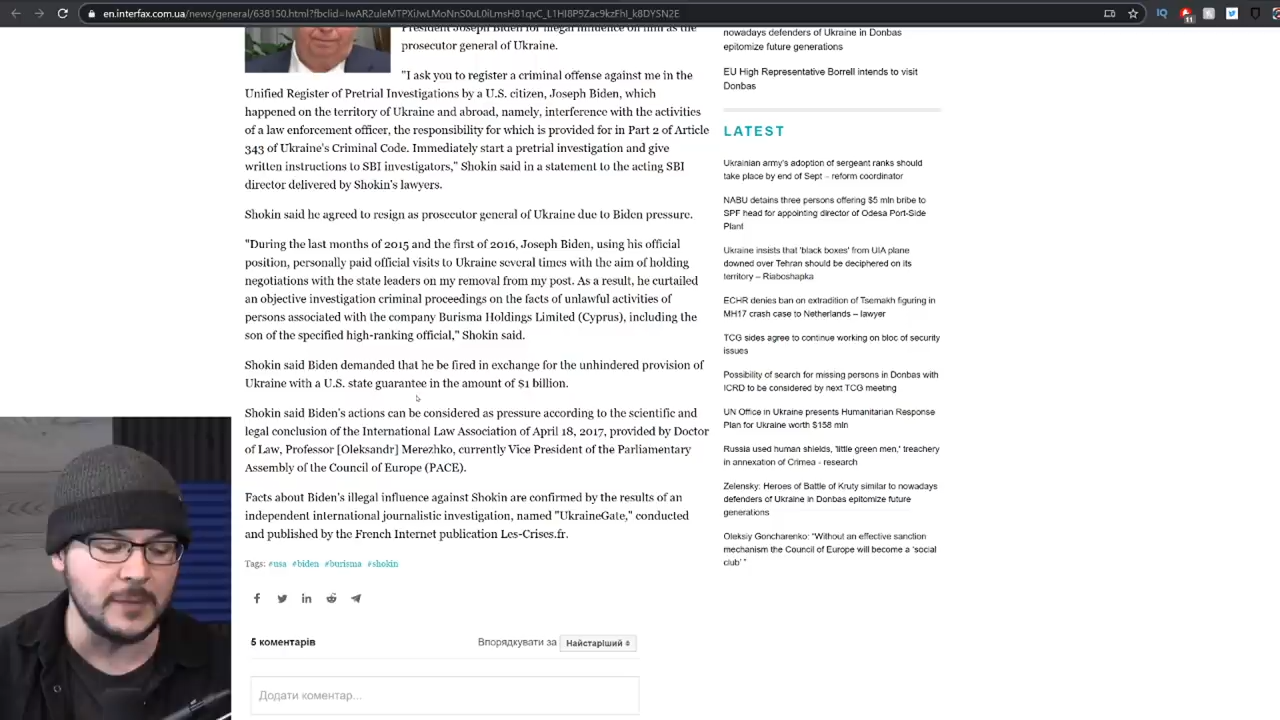 en.interfax.com.ua/news/general/638150.html?fbclid=IwAR2uleMTPXiJwLMoNnS0uL0iLmsH81qvC_L1HI8P9Zac9kzFhI_k8DYSN2E
11
President Joseph Biden for illegal influence on him as the
prosecutor general of Ukraine.
"I ask you to register a criminal offense against me in the
Unified Register of Pretrial Investigations by a U.S. citizen, Joseph Biden, which
happened on the territory of Ukraine and abroad, namely, interference with the activities
of a law enforcement officer, the responsibility for which is provided for in Part 2 of Article
343 of Ukraine's Criminal Code. Immediately start a pretrial investigation and give
written instructions to SBI investigators," Shokin said in a statement to the acting SBI
director delivered by Shokin's lawyers.
Shokin said he agreed to resign as prosecutor general of Ukraine due to Biden pressure.
"During the last months of 2015 and the first of 2016, Joseph Biden, using his official
position, personally paid official visits to Ukraine several times with the aim of holding
negotiations with the state leaders on my removal from my post. As a result, he curtailed
an objective investigation criminal proceedings on the facts of unlawful activities of
persons associated with the company Burisma Holdings Limited (Cyprus), including the
son of the specified high-ranking official," Shokin said.
Shokin said Biden demanded that he be fired in exchange for the unhindered provision of
Ukraine with a U.S. state guarantee in the amount of $1 billion.
Shokin said Biden's actions can be considered as pressure according to the scientific and
legal conclusion of the International Law Association of April 18, 2017, provided by Doctor
of Law, Professor [Oleksandr] Merezhko, currently Vice President of the Parliamentary
Assembly of the Council of Europe (PACE).
Facts about Biden's illegal influence against Shokin are confirmed by the results of an
independent international journalistic investigation, named "UkraineGate," conducted
and published by the French Internet publication Les-Crises.fr.
Tags: #usa #biden #burisma #shokin
5 коментарів
Впорядкувати за Найстаріший
Додати коментар...
nowadays defenders of Ukraine in Donbas
epitomize future generations
EU High Representative Borrell intends to visit
Donbas
LATEST
Ukrainian army's adoption of sergeant ranks should
take place by end of Sept – reform coordinator
NABU detains three persons offering $5 mln bribe to
SPF head for appointing director of Odesa Port-Side
Plant
Ukraine insists that 'black boxes' from UIA plane
downed over Tehran should be deciphered on its
territory – Riaboshapka
ECHR denies ban on extradition of Tsemakh figuring in
MH17 crash case to Netherlands – lawyer
TCG sides agree to continue working on bloc of security
issues
Possibility of search for missing persons in Donbas with
ICRD to be considered by next TCG meeting
UN Office in Ukraine presents Humanitarian Response
Plan for Ukraine worth $158 mln
Russia used human shields, 'little green men,' treachery
in annexation of Crimea - research
Zelensky: Heroes of Battle of Kruty similar to nowadays
defenders of Ukraine in Donbas epitomize future
generations
Oleksiy Goncharenko: "Without an effective sanction
mechanism the Council of Europe will become a 'social
club' "